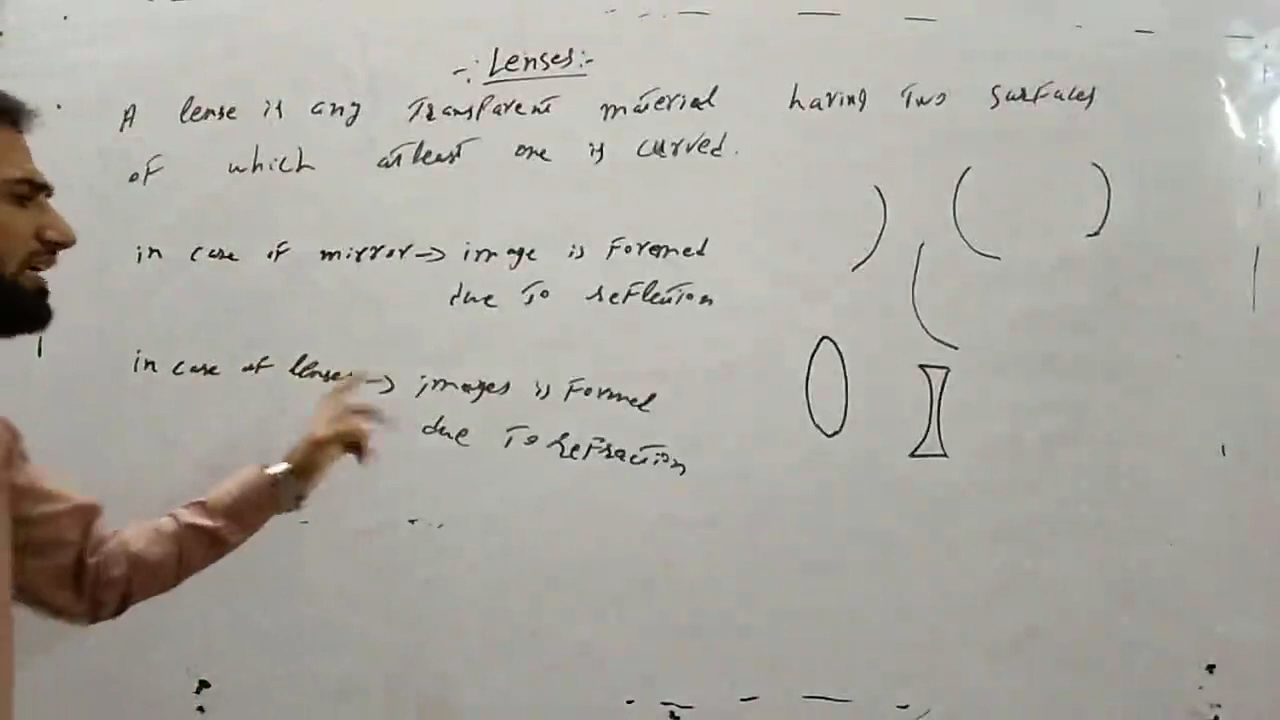 -: Lenses:-
A lense is any Transparent material having Two surfaces
of which atleast one is curved.
in case of mirror → image is Foremed
due To reflection
in case of lenses → images is Formed
due To Refraction